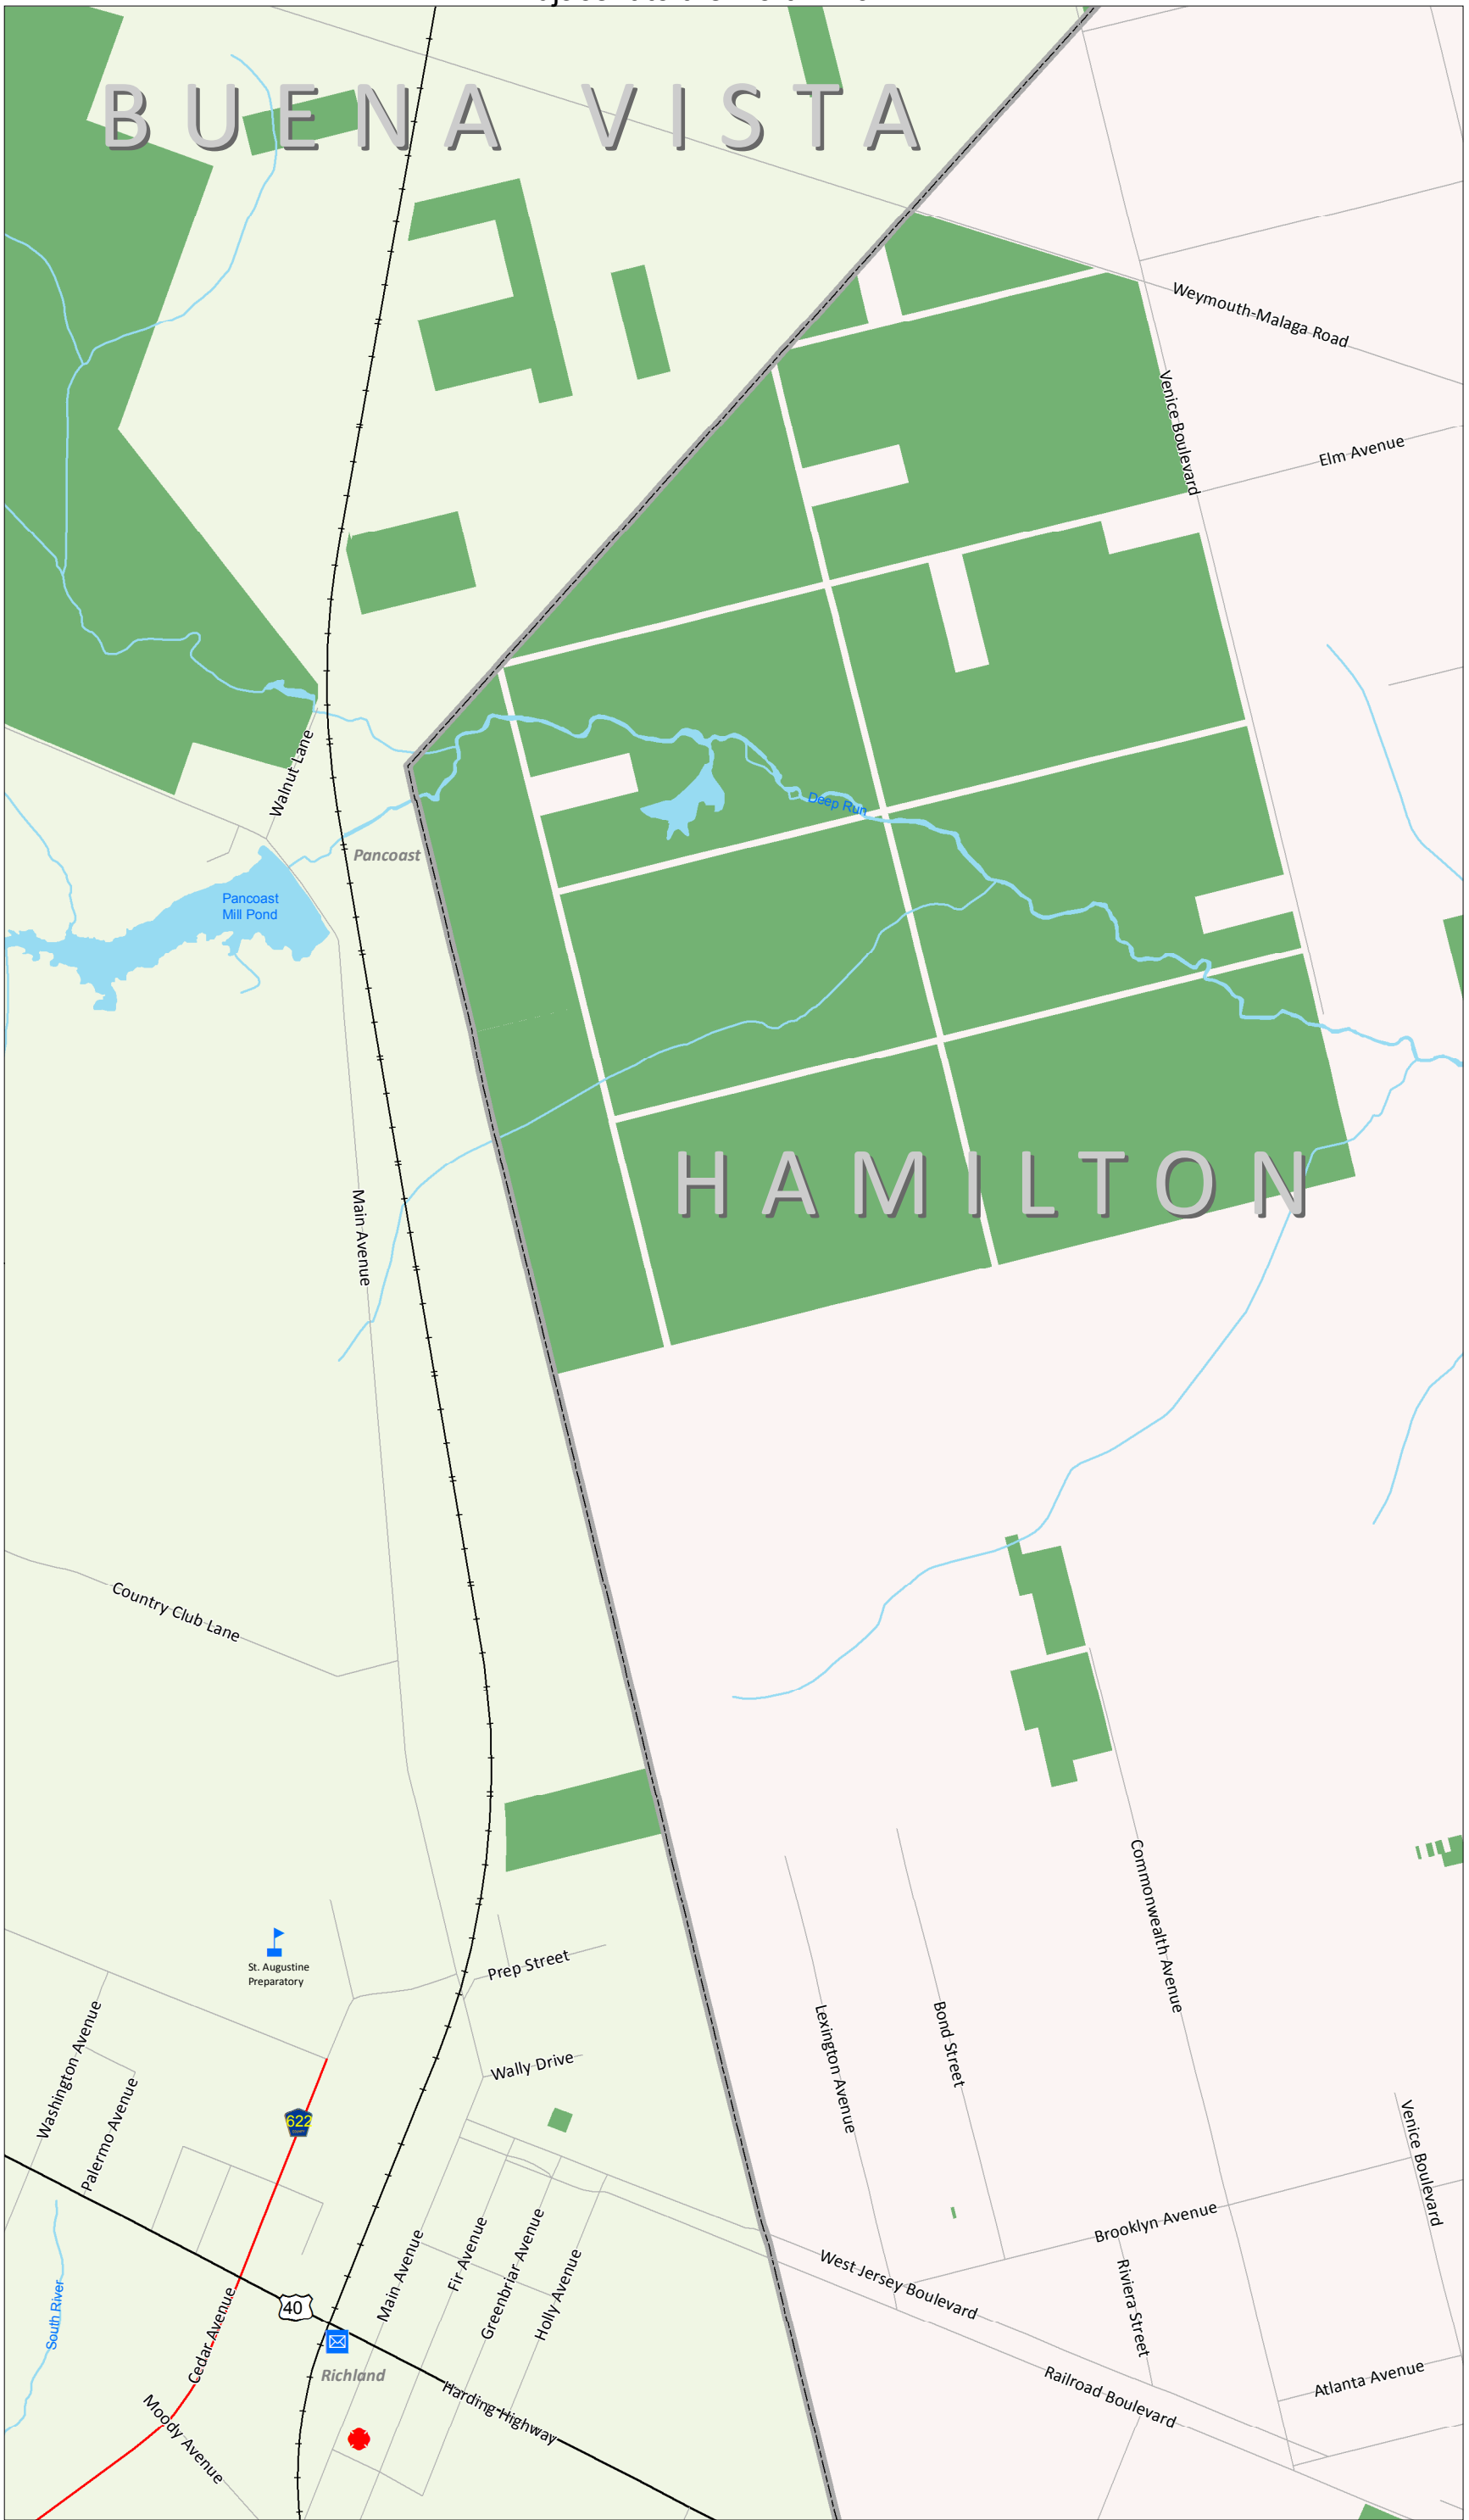 BUENA VISTA
Weymouth-Malaga Road
Venice Boulevard
Elm Avenue
Walnut Lane
Deep Run
Pancoast
Pancoast
Mill Pond
HAMILTON
Main Avenue
Country Club Lane
Commonwealth Avenue
St. Augustine
Preparatory
Prep Street
Washington Avenue
Lexington Avenue
Bond Street
Wally Drive
Palermo Avenue
622
Venice Boulevard
Brooklyn Avenue
Main Avenue
Fir Avenue
Greenbriar Avenue
Holly Avenue
West Jersey Boulevard
Riviera Street
South River
Cedar Avenue
40
Richland
Railroad Boulevard
Atlanta Avenue
Harding Highway
Moody Avenue